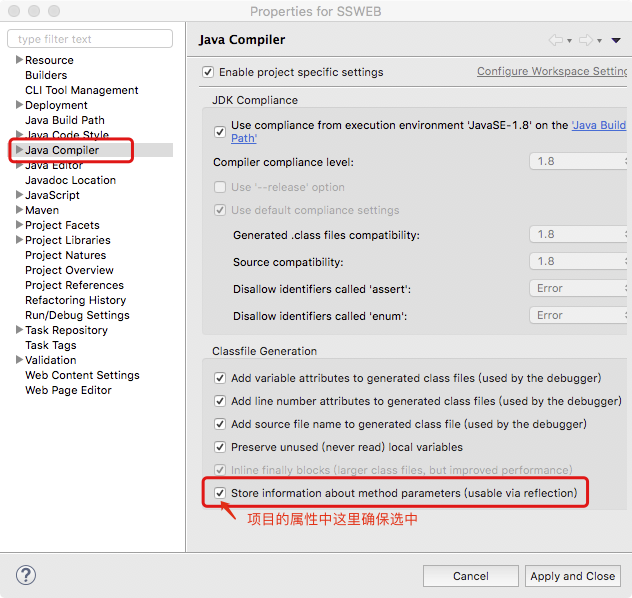 Properties for SSWEB
type filter text
Resource
Builders
CLI Tool Management
Deployment
Java Build Path
Java Code Style
Java Compiler
Java Editor
Javadoc Location
JavaScript
Maven
Project Facets
Project Libraries
Project Natures
Project Overview
Project References
Refactoring History
Run/Debug Settings
Task Repository
Task Tags
Validation
Web Content Settings
Web Page Editor
Java Compiler
Enable project specific settings
Configure Workspace Setting
JDK Compliance
Use compliance from execution environment 'JavaSE-1.8' on the 'Java Build
Path'
Compiler compliance level: 1.8
Use '--release' option
Use default compliance settings
Generated .class files compatibility: 1.8
Source compatibility: 1.8
Disallow identifiers called 'assert': Error
Disallow identifiers called 'enum': Error
Classfile Generation
Add variable attributes to generated class files (used by the debugger)
Add line number attributes to generated class files (used by the debugger)
Add source file name to generated class file (used by the debugger)
Preserve unused (never read) local variables
Inline finally blocks (larger class files, but improved performance)
Store information about method parameters (usable via reflection)
项目的属性中这里确保选中
?
Cancel
Apply and Close